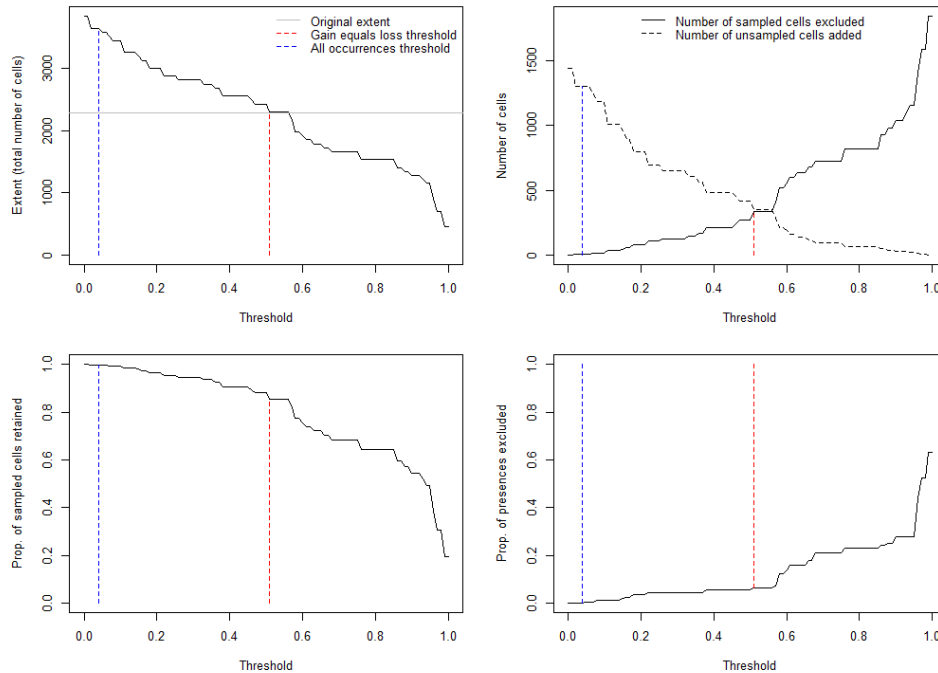 Original extent
Gain equals loss threshold
All occurrences threshold
Extent (total number of cells)
0
1000
2000
3000
0.0 0.2 0.4 0.6 0.8 1.0
Threshold
Number of sampled cells excluded
Number of unsampled cells added
Number of cells
0
500
1000
1500
0.0 0.2 0.4 0.6 0.8 1.0
Threshold
Prop. of sampled cells retained
0.0
0.2
0.4
0.6
0.8
1.0
0.0 0.2 0.4 0.6 0.8 1.0
Threshold
Prop. of presences excluded
0.0
0.2
0.4
0.6
0.8
1.0
0.0 0.2 0.4 0.6 0.8 1.0
Threshold